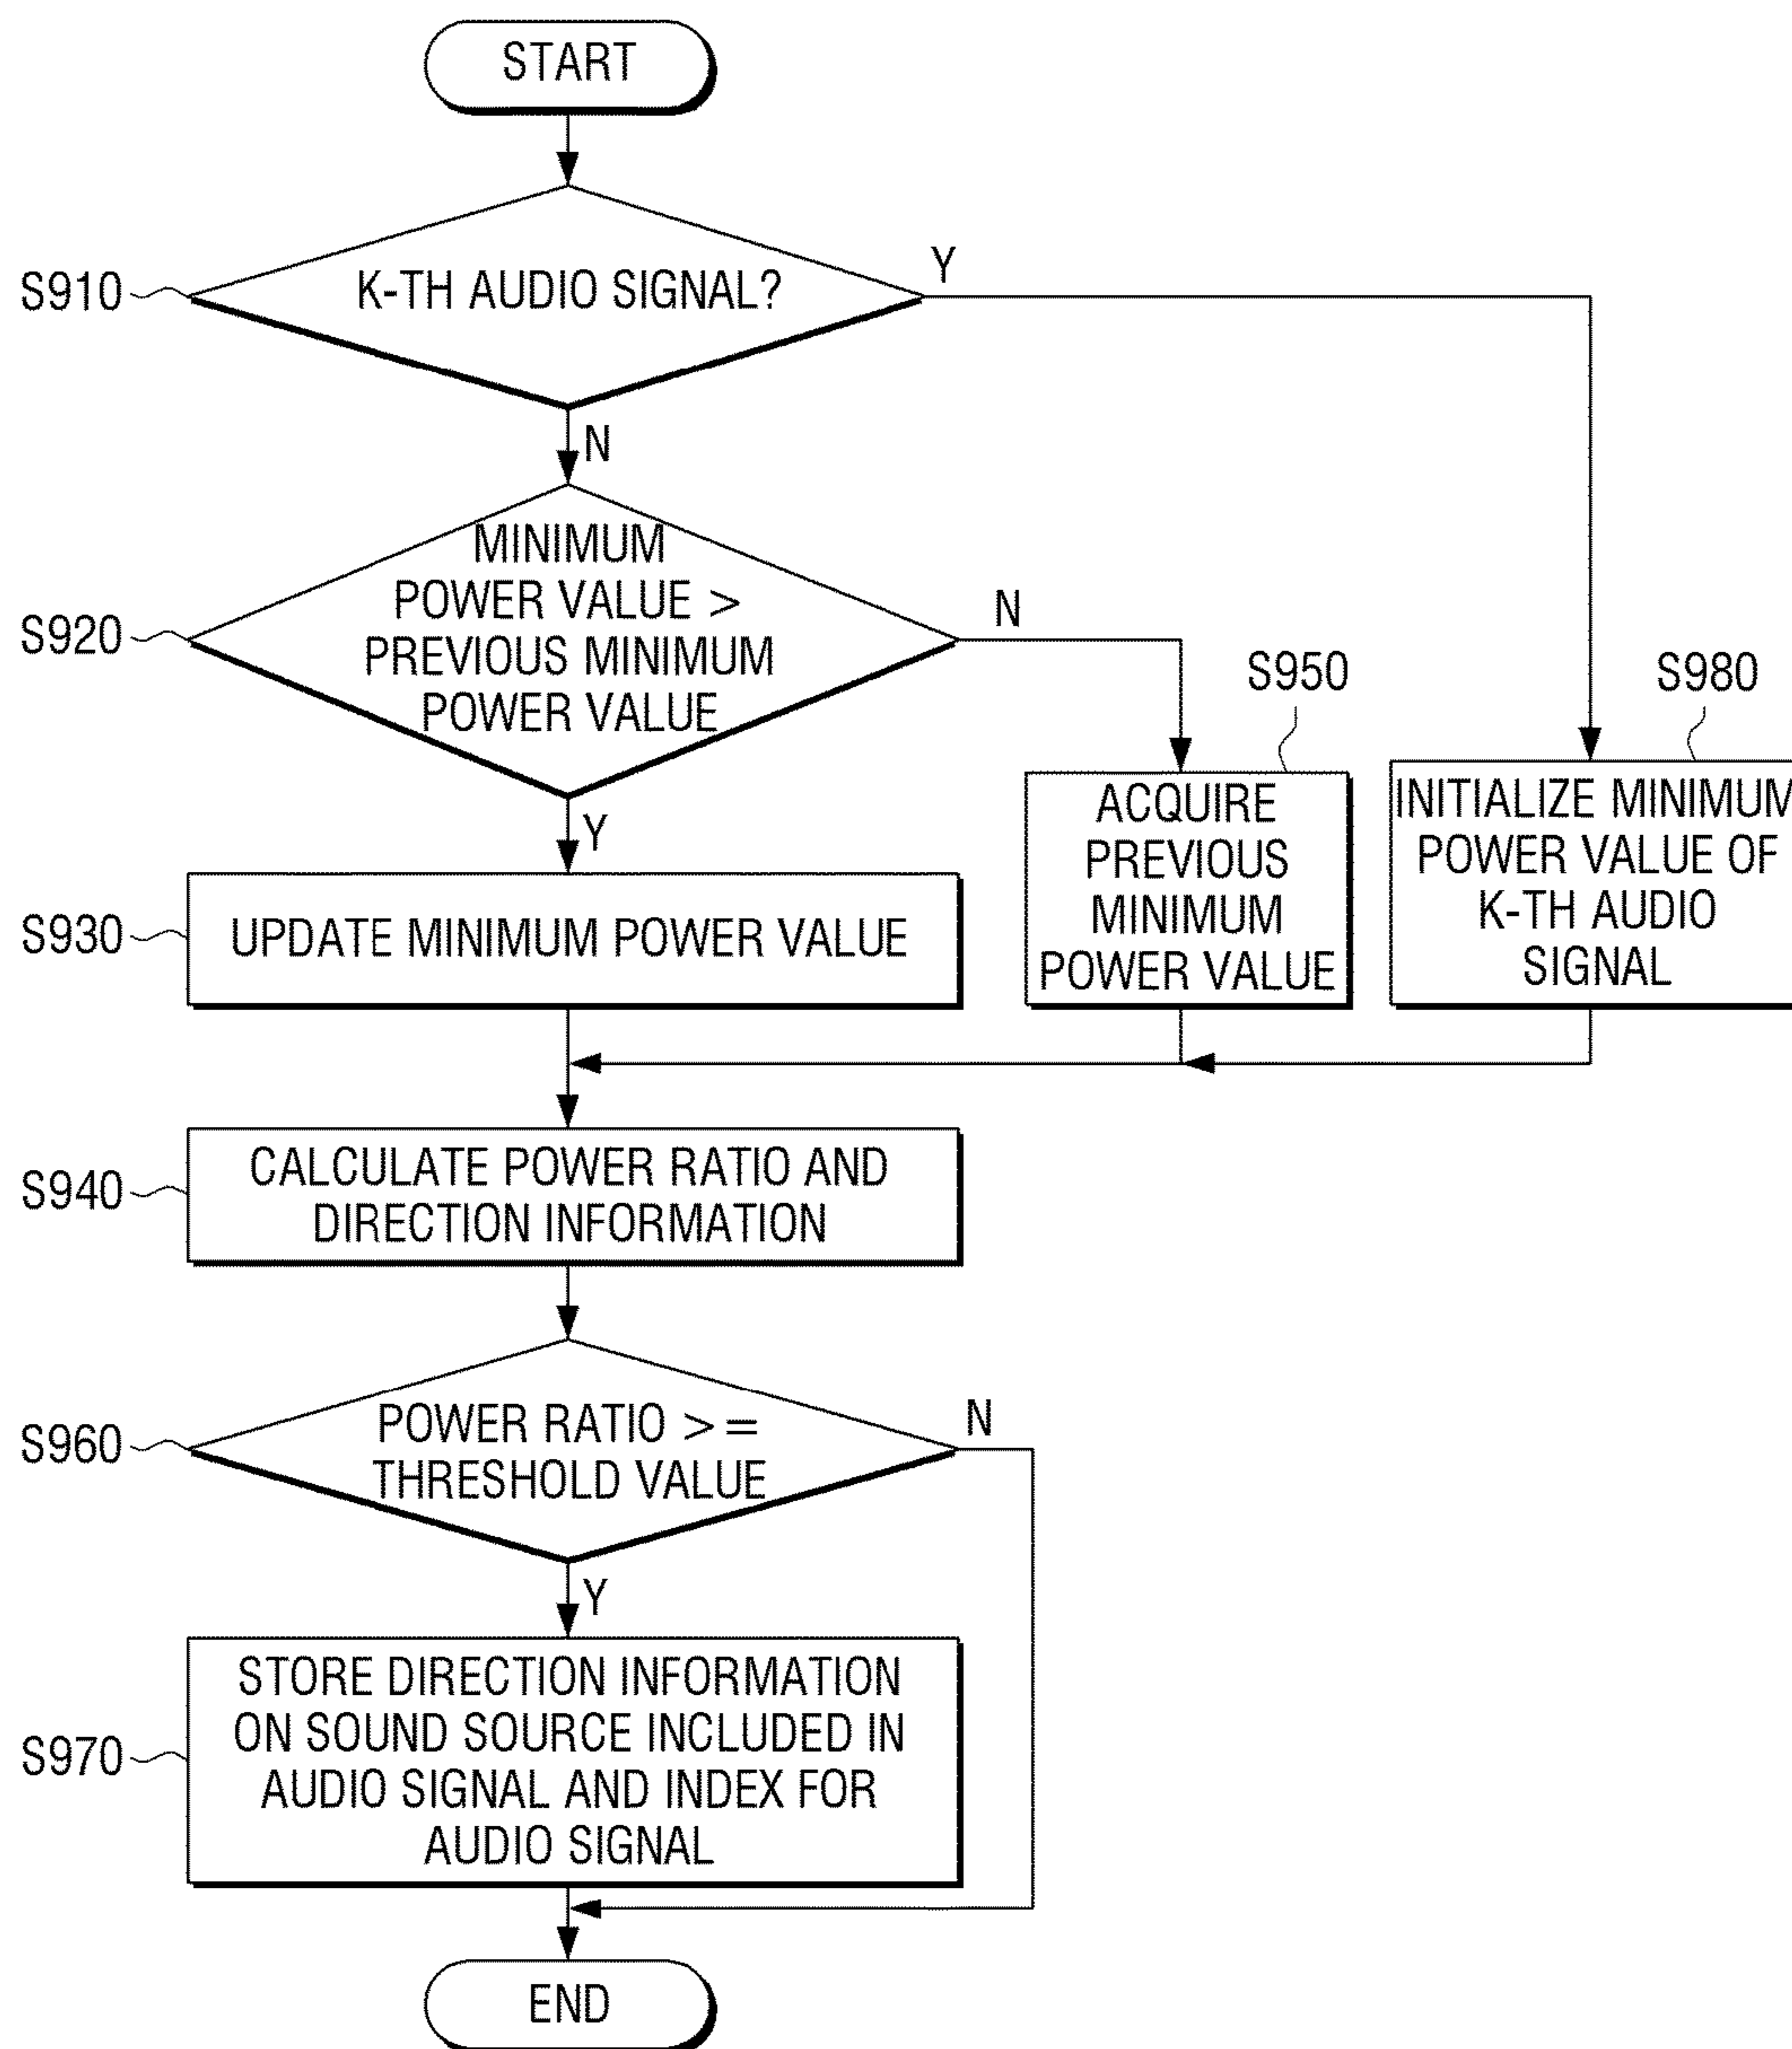 START
S910
K-TH AUDIO SIGNAL?
Y
N
S920
MINIMUM
POWER VALUE >
PREVIOUS MINIMUM
POWER VALUE
N
Y
S950
ACQUIRE
PREVIOUS
MINIMUM
POWER VALUE
S980
INITIALIZE MINIMUM
POWER VALUE OF
K-TH AUDIO
SIGNAL
S930
UPDATE MINIMUM POWER VALUE
S940
CALCULATE POWER RATIO AND
DIRECTION INFORMATION
S960
POWER RATIO >=
THRESHOLD VALUE
N
Y
S970
STORE DIRECTION INFORMATION
ON SOUND SOURCE INCLUDED IN
AUDIO SIGNAL AND INDEX FOR
AUDIO SIGNAL
END